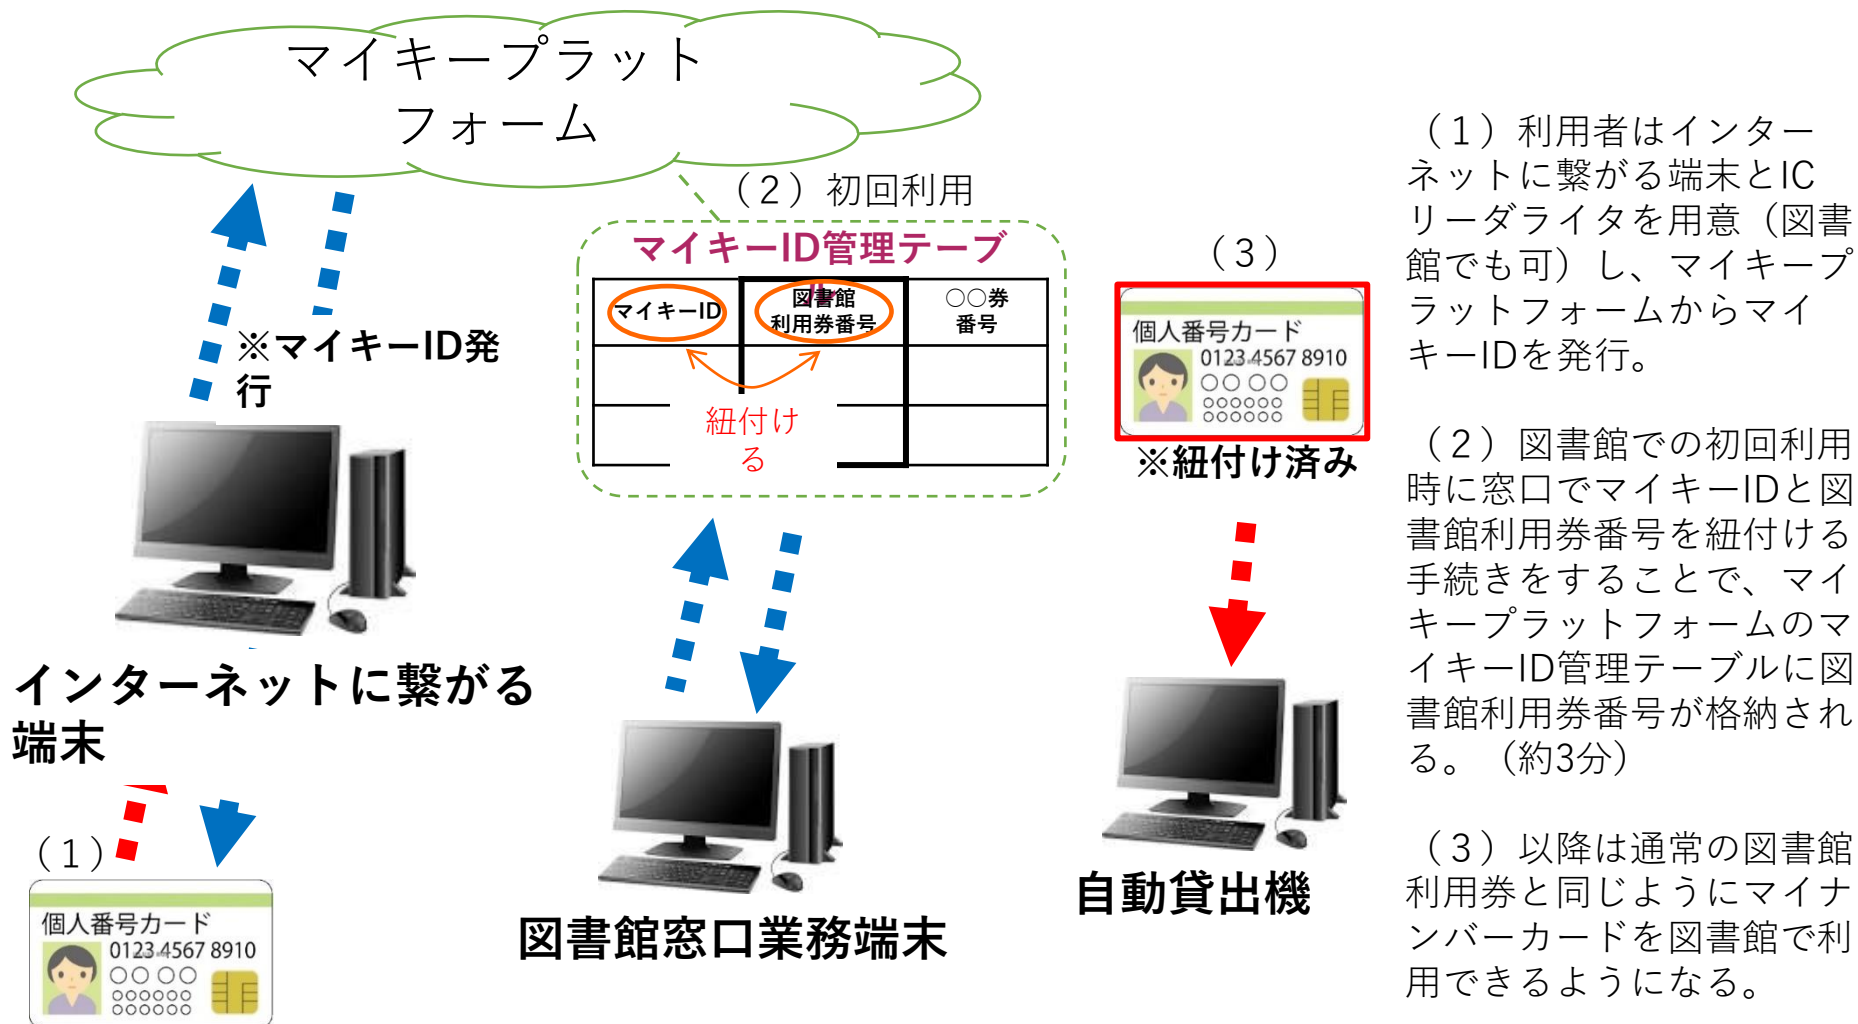 マイキープラット
フォーム
（２）初回利用
マイキーID管理テーブ
ル
マイキーID
図書館
利用券番号
○○券
番号
紐付け
る
※マイキーID発
行
インターネットに繋がる
端末
（１）
個人番号カード
0123 4567 8910
図書館窓口業務端末
（３）
個人番号カード
0123 4567 8910
※紐付け済み
自動貸出機
（１）利用者はインター
ネットに繋がる端末とIC
リーダライタを用意（図書
館でも可）し、マイキープ
ラットフォームからマイ
キーIDを発行。
（２）図書館での初回利用
時に窓口でマイキーIDと図
書館利用券番号を紐付ける
手続きをすることで、マイ
キープラットフォームのマ
イキーID管理テーブルに図
書館利用券番号が格納され
る。（約3分）
（３）以降は通常の図書館
利用券と同じようにマイナ
ンバーカードを図書館で利
用できるようになる。